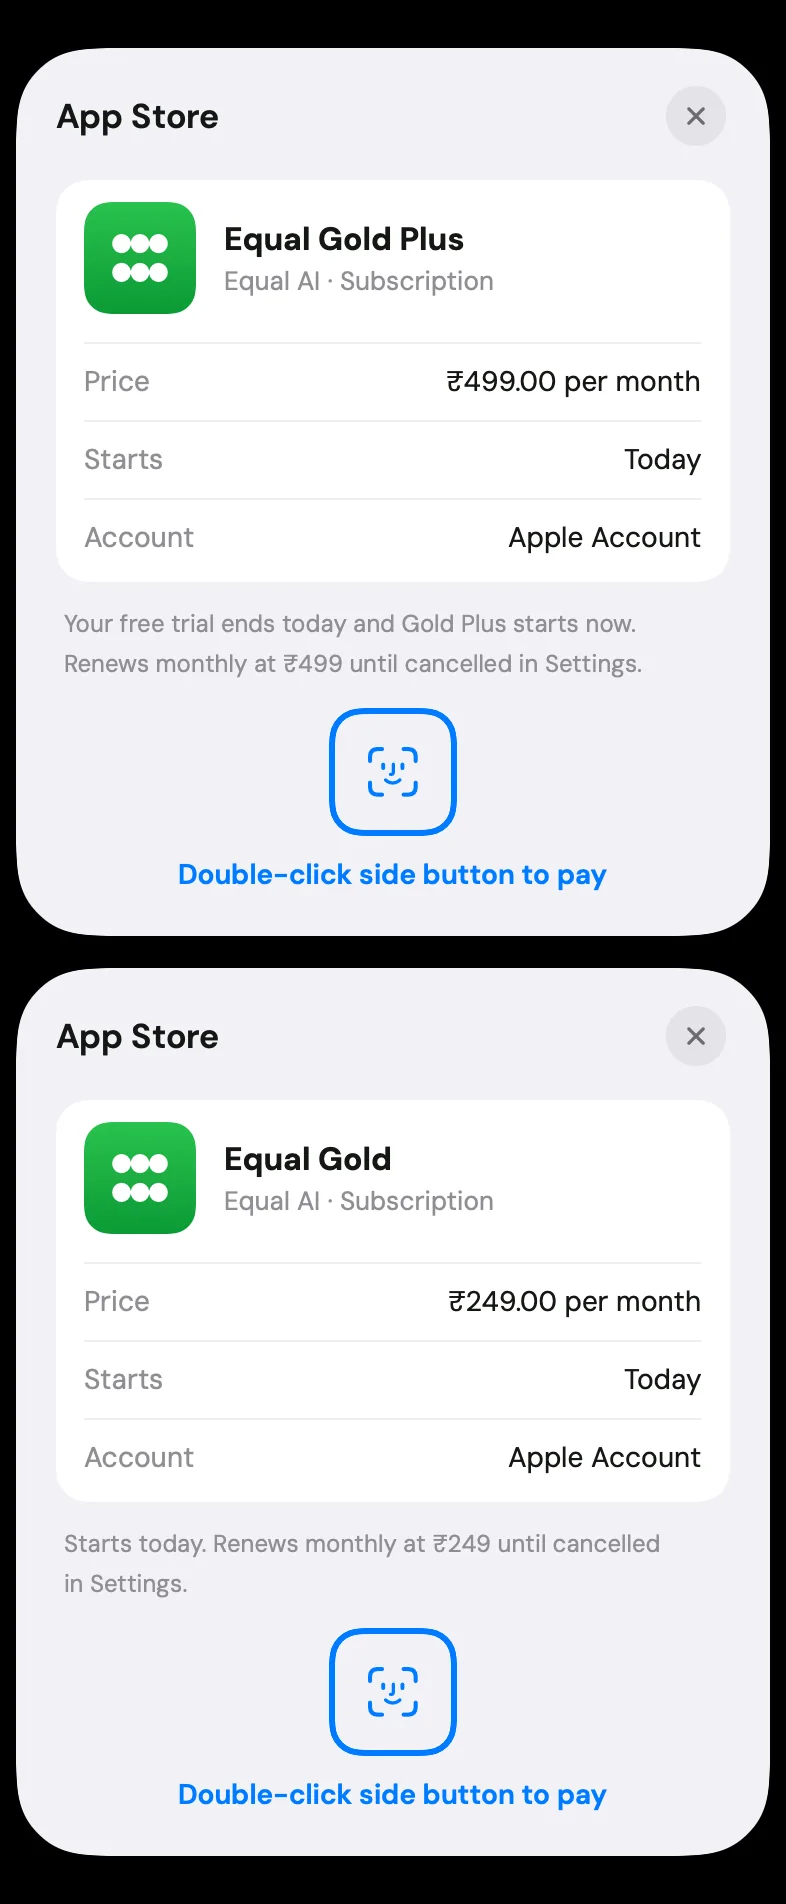 App Store
Equal Gold Plus
Equal AI · Subscription
Price ₹499.00 per month
Starts Today
Account Apple Account
Your free trial ends today and Gold Plus starts now.
Renews monthly at ₹499 until cancelled in Settings.
Double-click side button to pay
App Store
Equal Gold
Equal AI · Subscription
Price ₹249.00 per month
Starts Today
Account Apple Account
Starts today. Renews monthly at ₹249 until cancelled
in Settings.
Double-click side button to pay